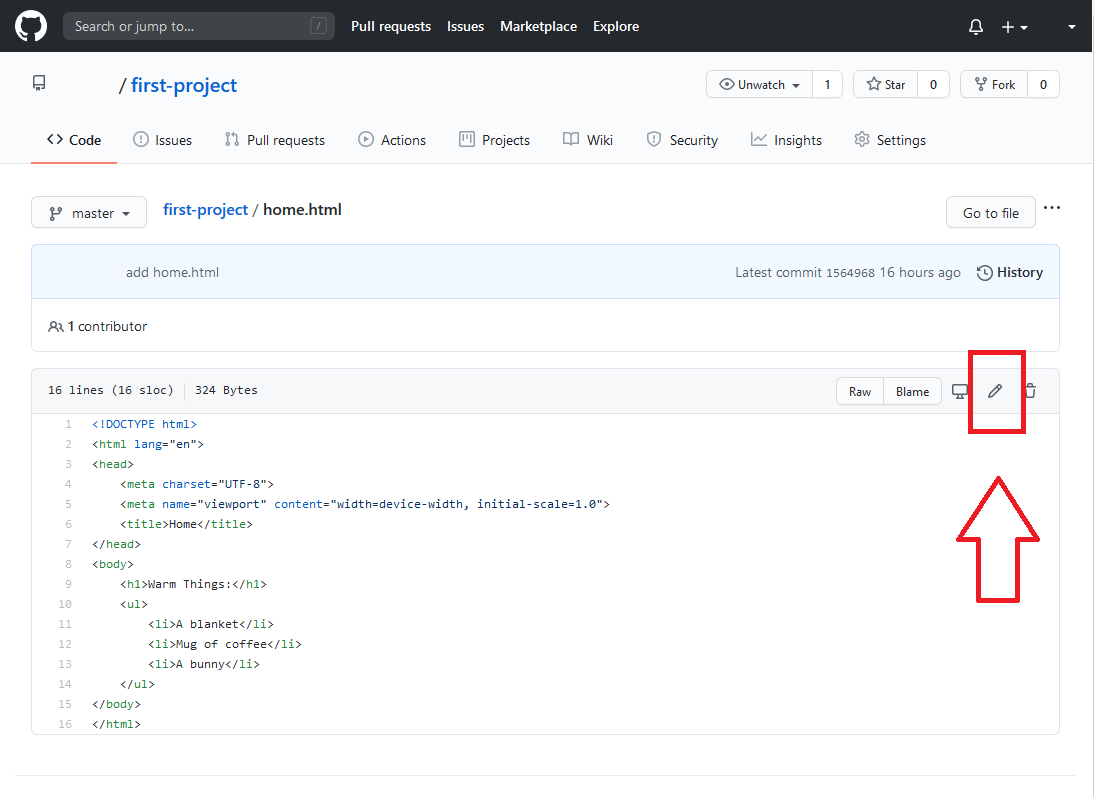 Search or jump to... / Pull requests Issues Marketplace Explore
/ first-project Unwatch 1 Star 0 Fork 0
Code Issues Pull requests Actions Projects Wiki Security Insights Settings
master first-project / home.html Go to file
add home.html Latest commit 1564968 16 hours ago History
1 contributor
16 lines (16 sloc) 324 Bytes Raw Blame
1 <!DOCTYPE html>
2 <html lang="en">
3 <head>
4 <meta charset="UTF-8">
5 <meta name="viewport" content="width=device-width, initial-scale=1.0">
6 <title>Home</title>
7 </head>
8 <body>
9 <h1>Warm Things:</h1>
10 <ul>
11 <li>A blanket</li>
12 <li>Mug of coffee</li>
13 <li>A bunny</li>
14 </ul>
15 </body>
16 </html>